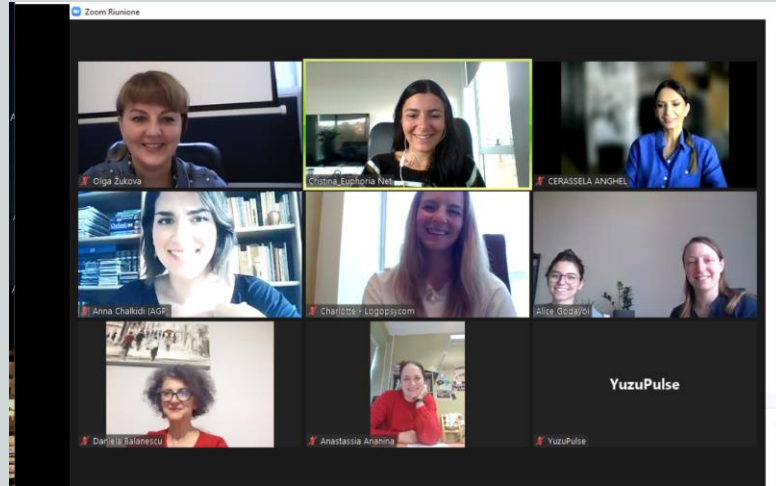 Zoom Riunione
Olga Žukova
Cristina_Euphoria Net
CERASSELA ANGHEL
Anna Chalkidi (AGP)
Charlotte - Logopsycom
Alice Godayol
Daniela Balanescu
Anastassia Ananina
YuzuPulse
YuzuPulse